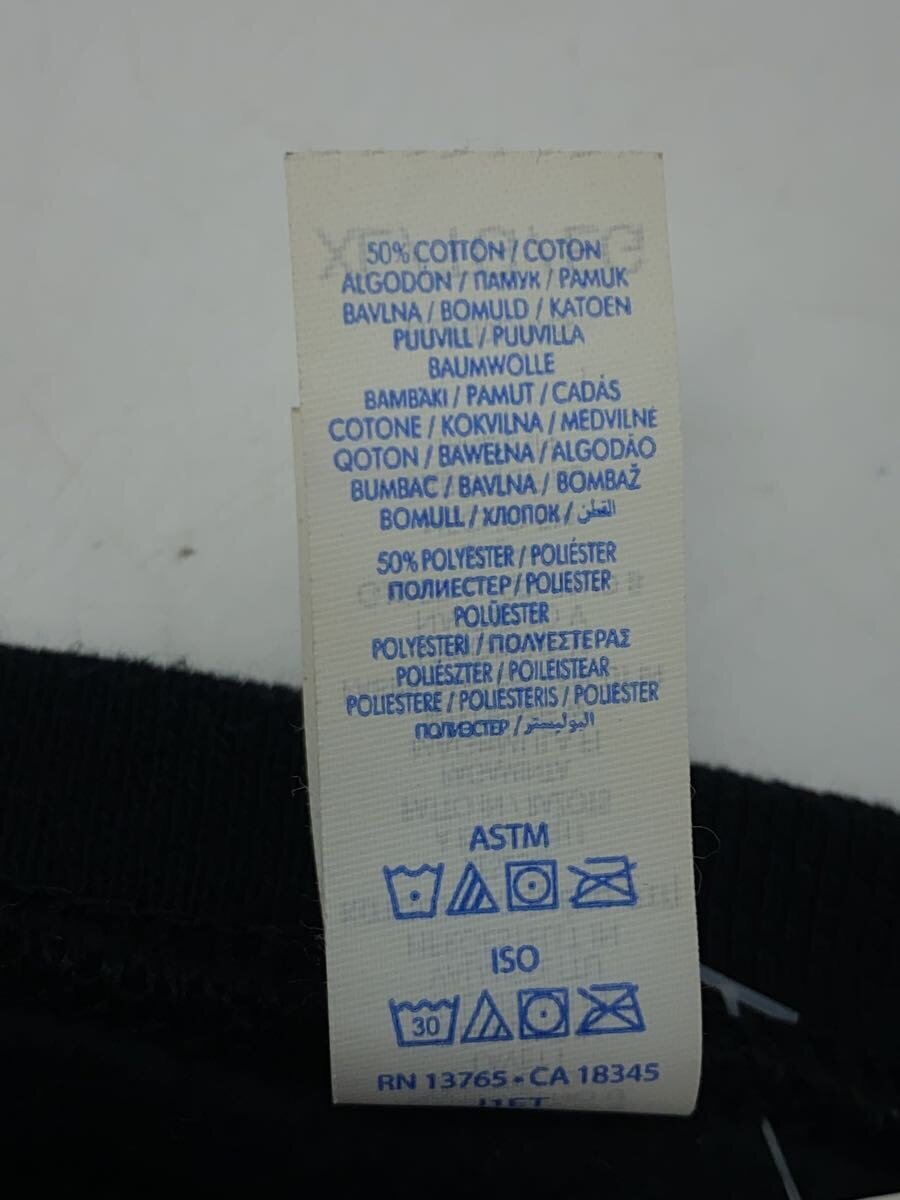 50% COTTON / COTON
ALGODÓN / ПАМУК / PAMUK
BAVLNA / BOMULD / KATOEN
PUUVILL / PUUVILLA
BAUMWOLLE
BAMBÄKI / PAMUT / CADÁS
COTONE / KOKVILNA / MEDVILNĖ
QOTON / BAWEŁNA / ALGODÃO
BUMBAC / BAVLNA / BOMBAŽ
BOMULL / ХЛОПОК / القطن
50% POLYESTER / POLIÉSTER
ПОЛИЕСТЕР / POLIESTER
POLÜESTER
POLYESTERI / ΠΟΛΥΕΣΤΕΡΑΣ
POLIÉSZTER / POILEISTEAR
POLIESTERE / POLIESTERIS / POLIESTER
ПОЛИЭСТЕР / البوليستر
ASTM
ISO
30
RN 13765 - CA 18345